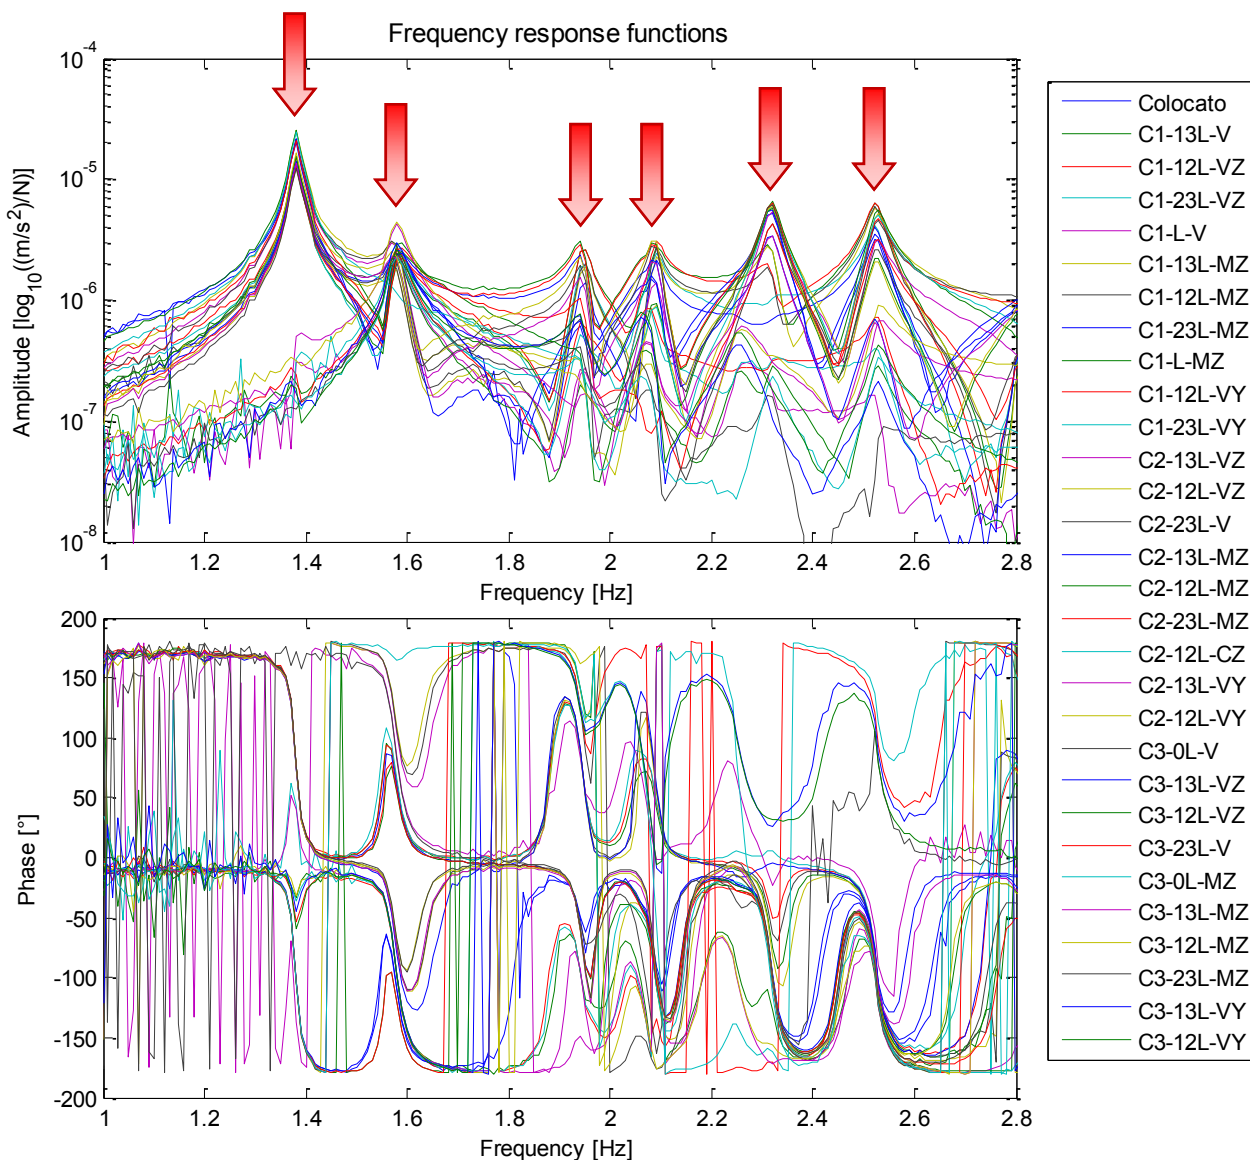 Frequency response functions
Amplitude [log10((m/s²)/N)]
10-4
10-5
10-6
10-7
10-8
1
1.2
1.4
1.6
1.8
2
2.2
2.4
2.6
2.8
Frequency [Hz]
Phase [°]
200
150
100
50
0
-50
-100
-150
-200
1
1.2
1.4
1.6
1.8
2
2.2
2.4
2.6
2.8
Frequency [Hz]
Colocato
C1-13L-V
C1-12L-VZ
C1-23L-VZ
C1-L-V
C1-13L-MZ
C1-12L-MZ
C1-23L-MZ
C1-L-MZ
C1-12L-VY
C1-23L-VY
C2-13L-VZ
C2-12L-VZ
C2-23L-V
C2-13L-MZ
C2-12L-MZ
C2-23L-MZ
C2-12L-CZ
C2-13L-VY
C2-12L-VY
C3-0L-V
C3-13L-VZ
C3-12L-VZ
C3-23L-V
C3-0L-MZ
C3-13L-MZ
C3-12L-MZ
C3-23L-MZ
C3-13L-VY
C3-12L-VY